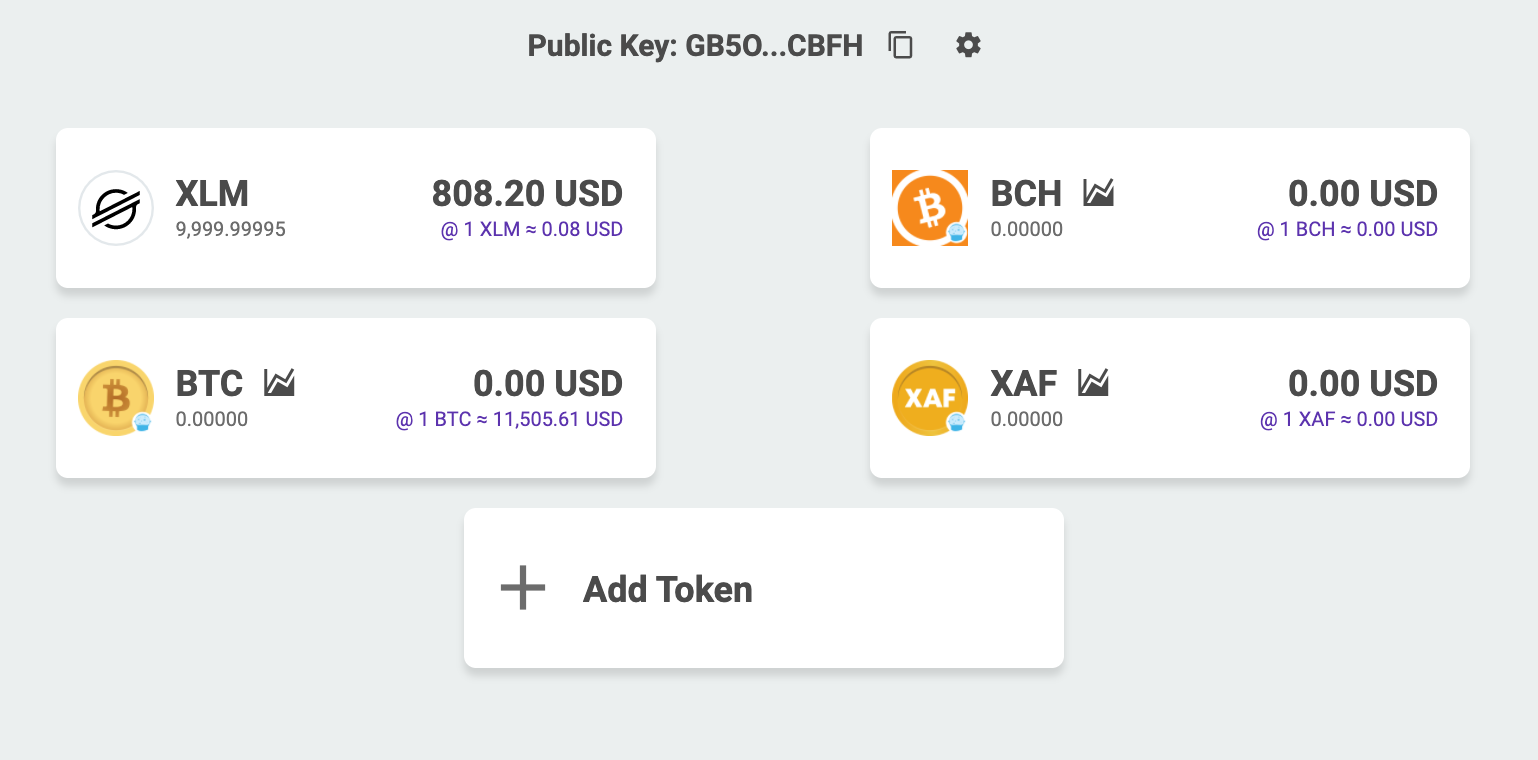 Public Key: GB5O...CBFH
XLM
808.20 USD
9,999.99995
@ 1 XLM ≈ 0.08 USD
BCH
0.00 USD
0.00000
@ 1 BCH ≈ 0.00 USD
BTC
0.00 USD
0.00000
@ 1 BTC ≈ 11,505.61 USD
XAF
XAF
0.00 USD
0.00000
@ 1 XAF ≈ 0.00 USD
Add Token